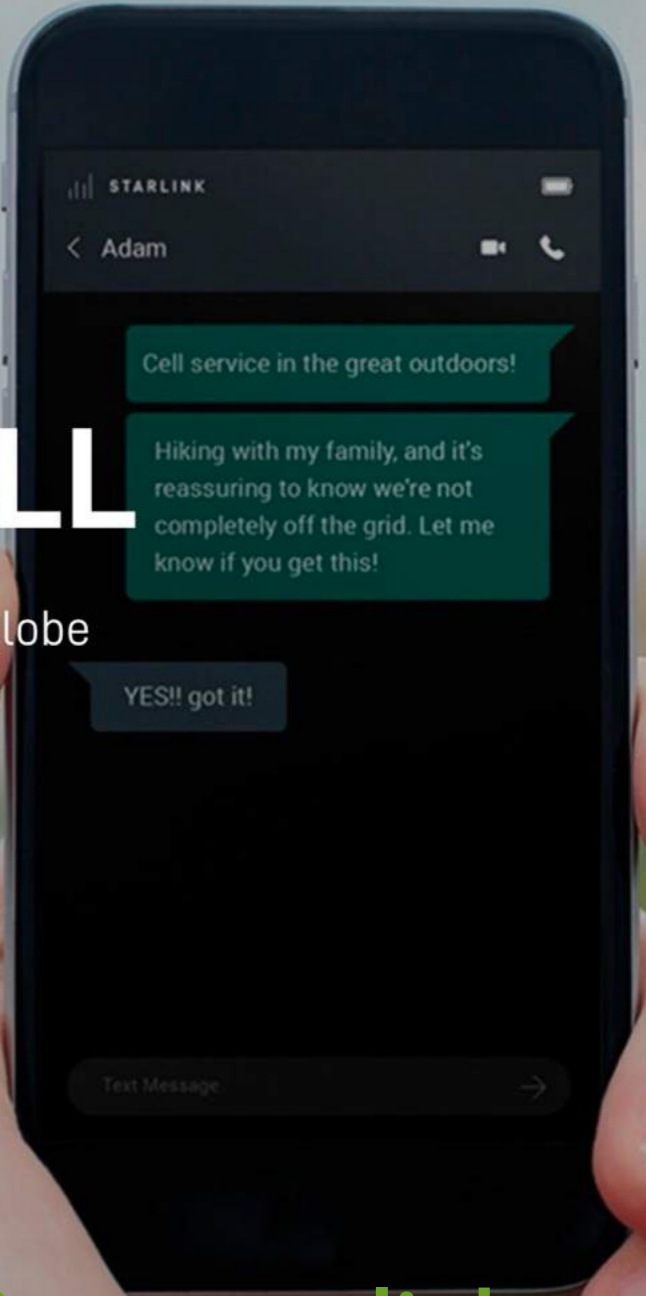 STARLINK
Adam
Cell service in the great outdoors!
Hiking with my family, and it's
reassuring to know we're not
completely off the grid. Let me
know if you get this!
LL
lobe
YES!! got it!
Text Message